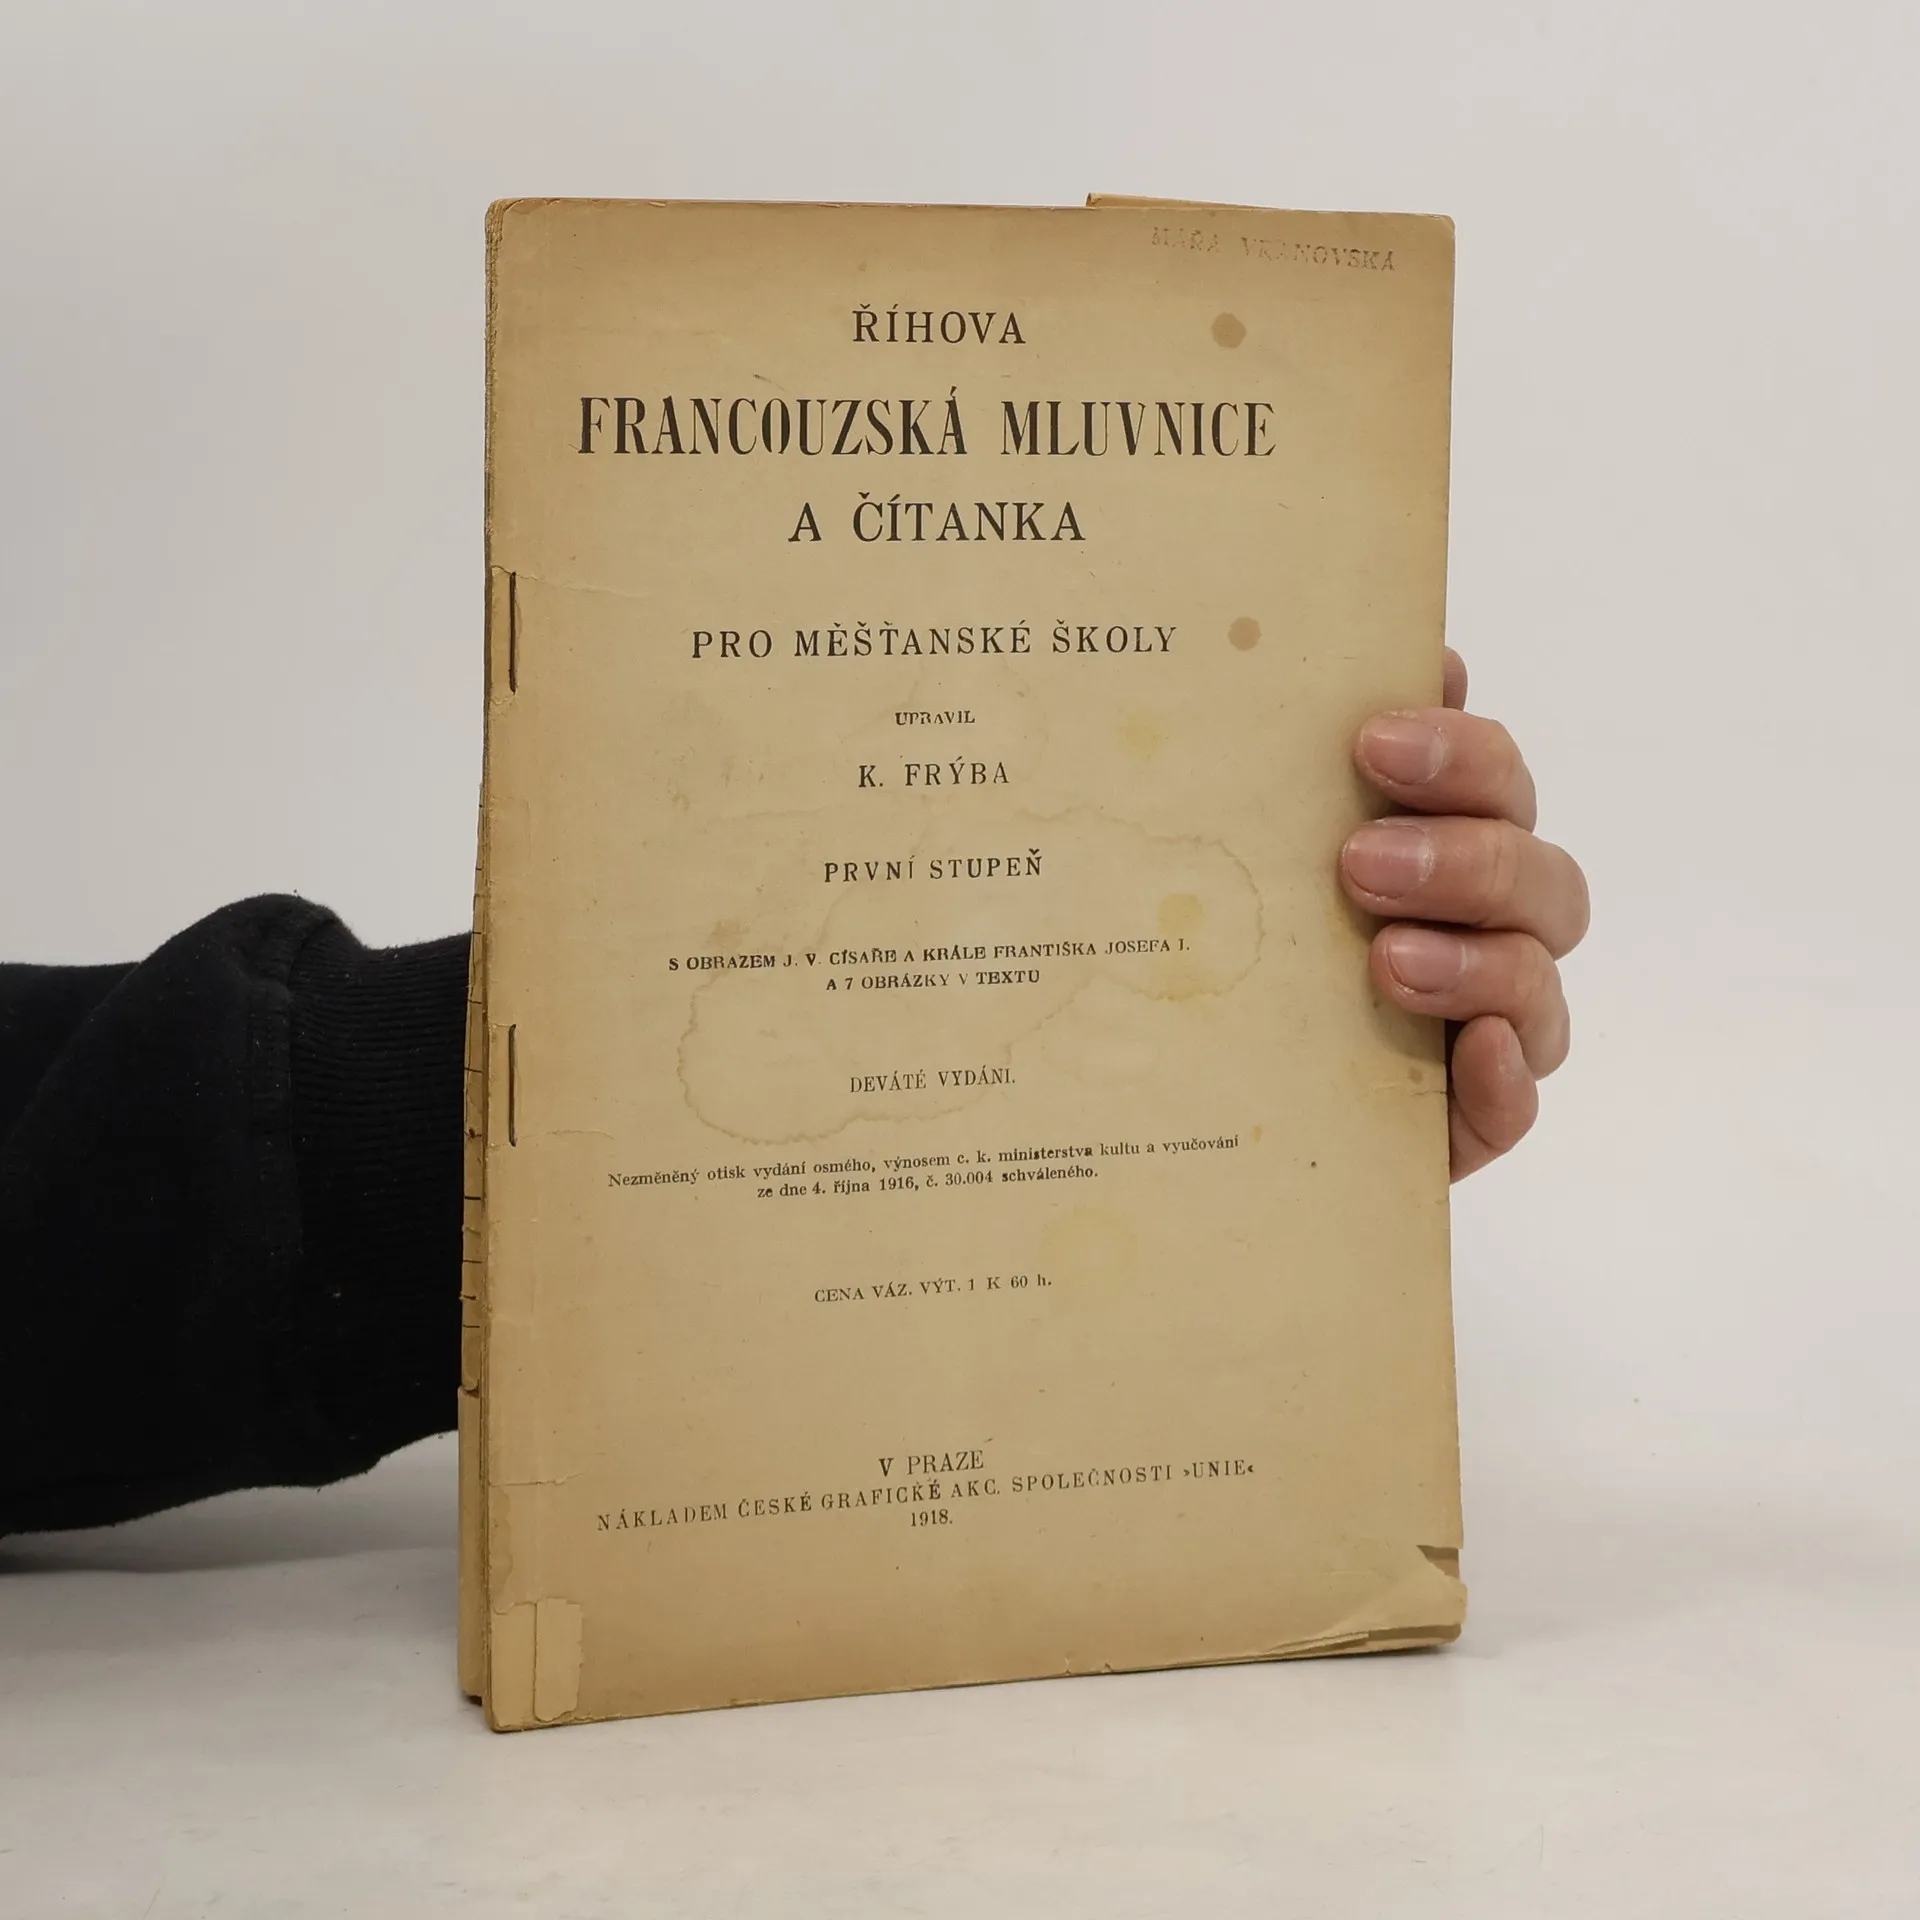 MÁŘA VRANOVSKÁ
ŘÍHOVA
FRANCOUZSKÁ MLUVNICE
A ČÍTANKA
PRO MĚŠŤANSKÉ ŠKOLY
UPRAVIL
K. FRÝBA
PRVNÍ STUPEŇ
S OBRAZEM J. V. CÍSAŘE A KRÁLE FRANTIŠKA JOSEFA I.
A 7 OBRÁZKY V TEXTU
DEVÁTÉ VYDÁNI.
Nezměněný otisk vydání osmého, výnosem c. k. ministerstva kultu a vyučování
ze dne 4. října 1916, č. 30.004 schváleného.
CENA VÁZ. VÝT. 1 K 60 h.
V PRAZE
NÁKLADEM ČESKÉ GRAFICKÉ AKC. SPOLEČNOSTI »UNIE«
1918.